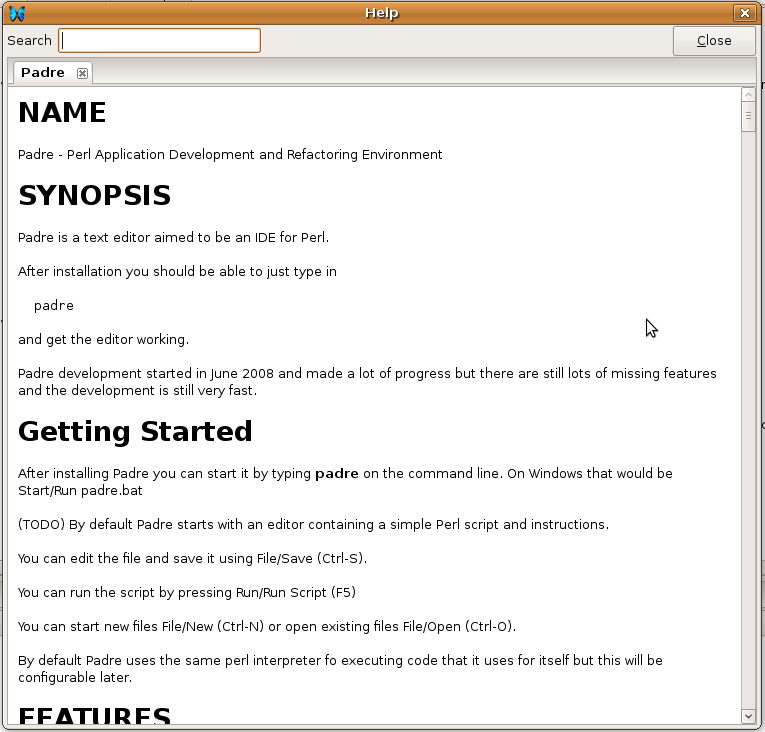 Help
Search
Close
Padre
NAME
Padre - Perl Application Development and Refactoring Environment
SYNOPSIS
Padre is a text editor aimed to be an IDE for Perl.
After installation you should be able to just type in
padre
and get the editor working.
Padre development started in June 2008 and made a lot of progress but there are still lots of missing features
and the development is still very fast.
Getting Started
After installing Padre you can start it by typing padre on the command line. On Windows that would be
Start/Run padre.bat
(TODO) By default Padre starts with an editor containing a simple Perl script and instructions.
You can edit the file and save it using File/Save (Ctrl-S).
You can run the script by pressing Run/Run Script (F5)
You can start new files File/New (Ctrl-N) or open existing files File/Open (Ctrl-O).
By default Padre uses the same perl interpreter fo executing code that it uses for itself but this will be
configurable later.
FEATURES